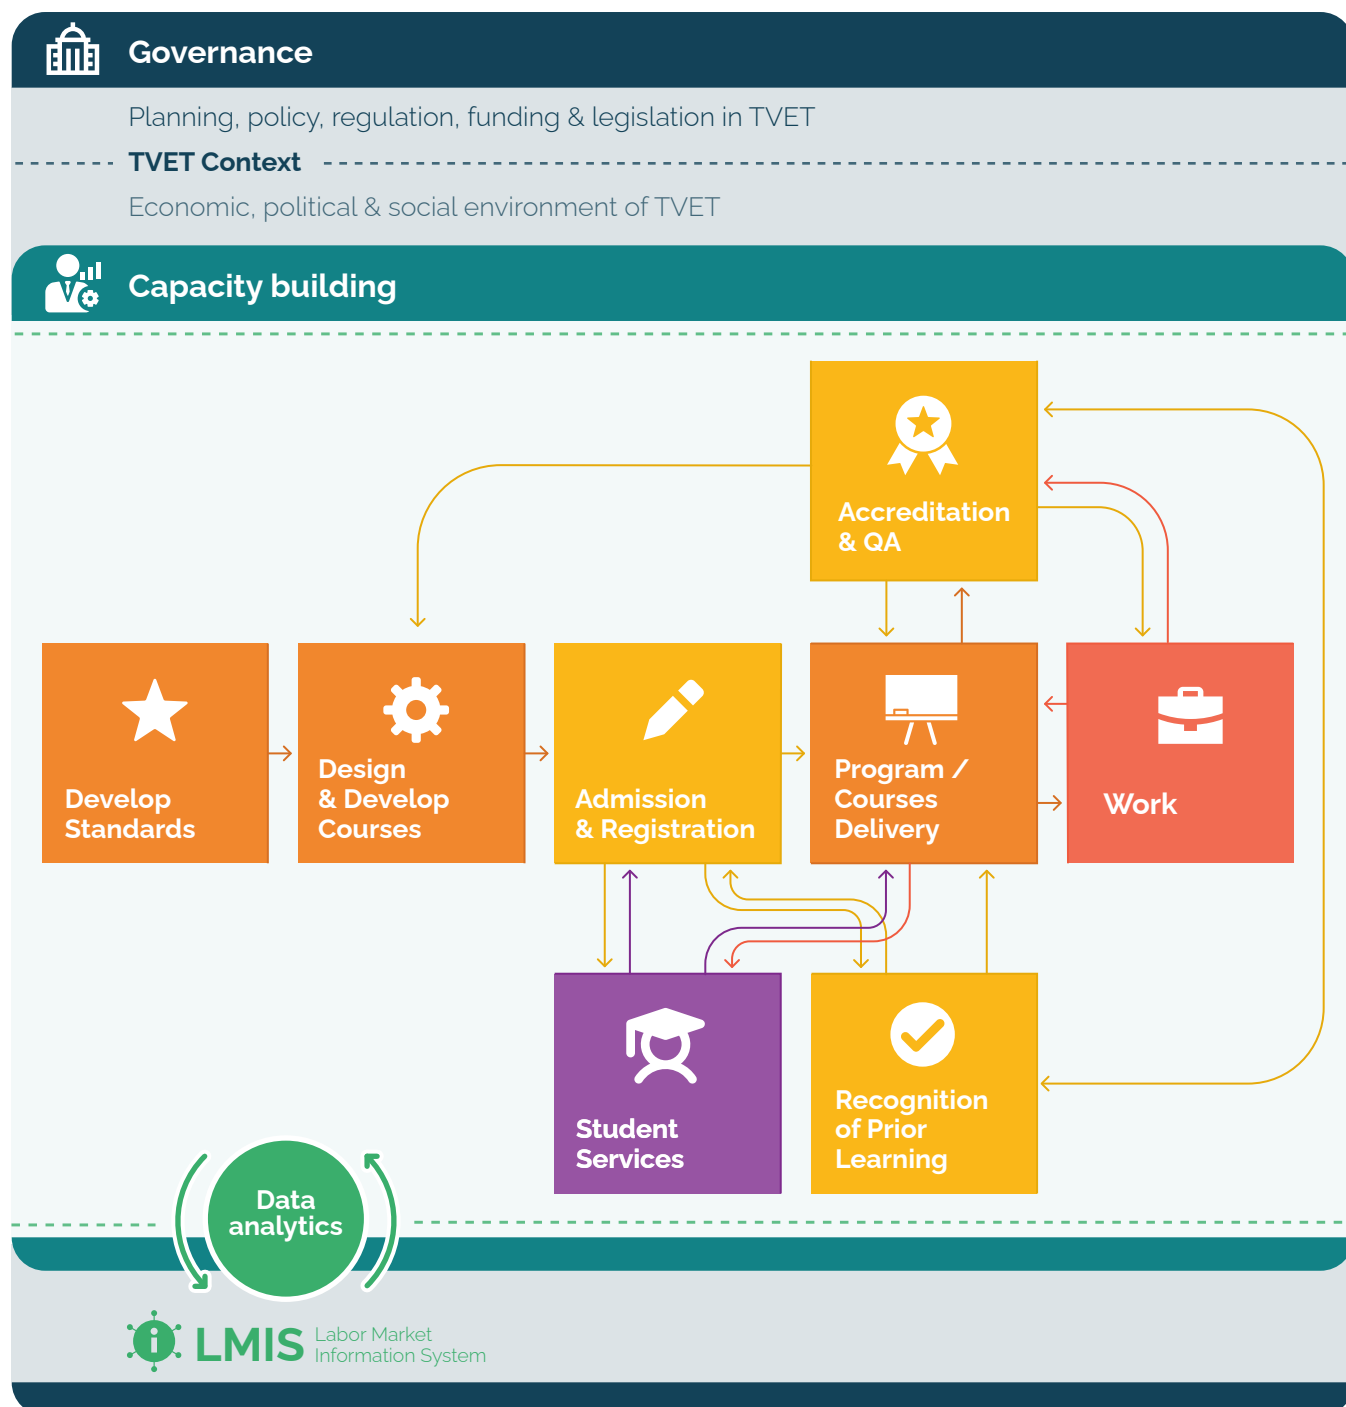 Governance
Planning, policy, regulation, funding & legislation in TVET
TVET Context
Economic, political & social environment of TVET
Capacity building
Accreditation
& QA
Develop
Standards
Design
& Develop
Courses
Admission
& Registration
Program /
Courses
Delivery
Work
Student
Services
Recognition
of Prior
Learning
Data
analytics
i LMIS
Labor Market
Information System